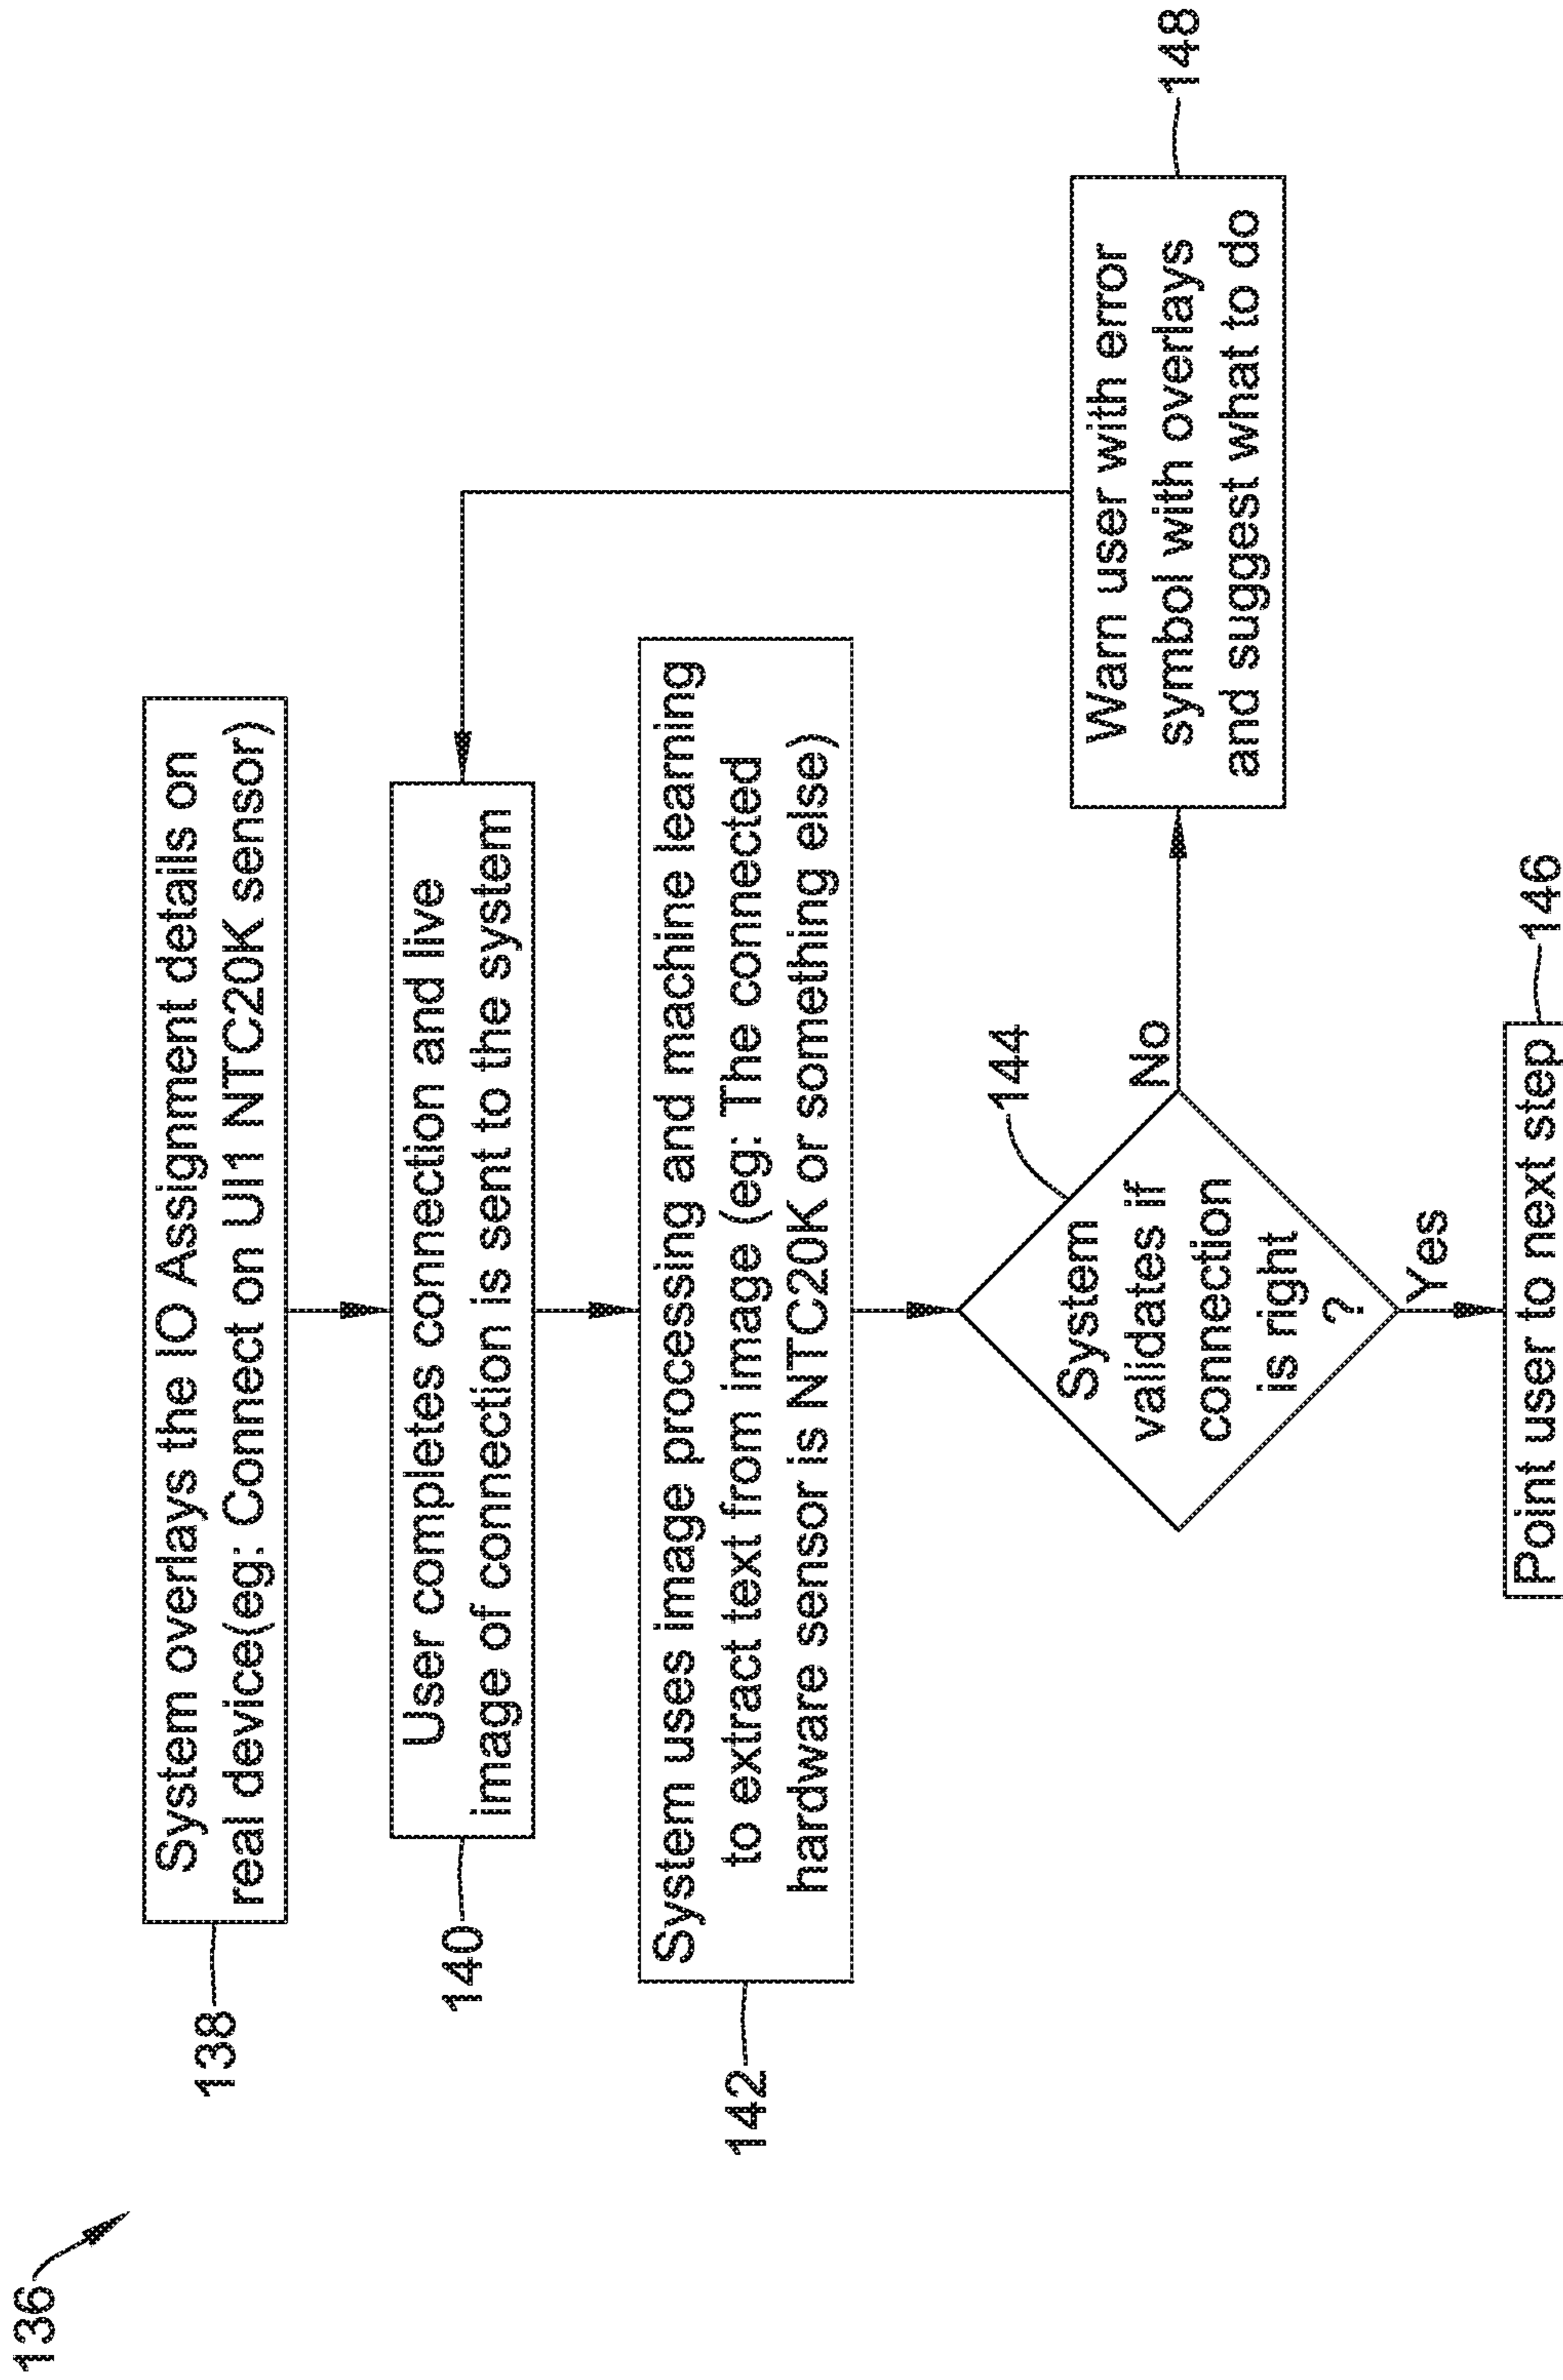 136
138
System overlays the IO Assignment details on
real device(eg: Connect on UI1 NTC20K sensor)
140
User completes connection and live
image of connection is sent to the system
142
System uses image processing and machine learning
to extract text from image (eg: The connected
hardware sensor is NTC20K or something else)
144
System
validates if
connection
is right
?
No
Yes
Warn user with error
symbol with overlays
and suggest what to do
148
Point user to next step
146